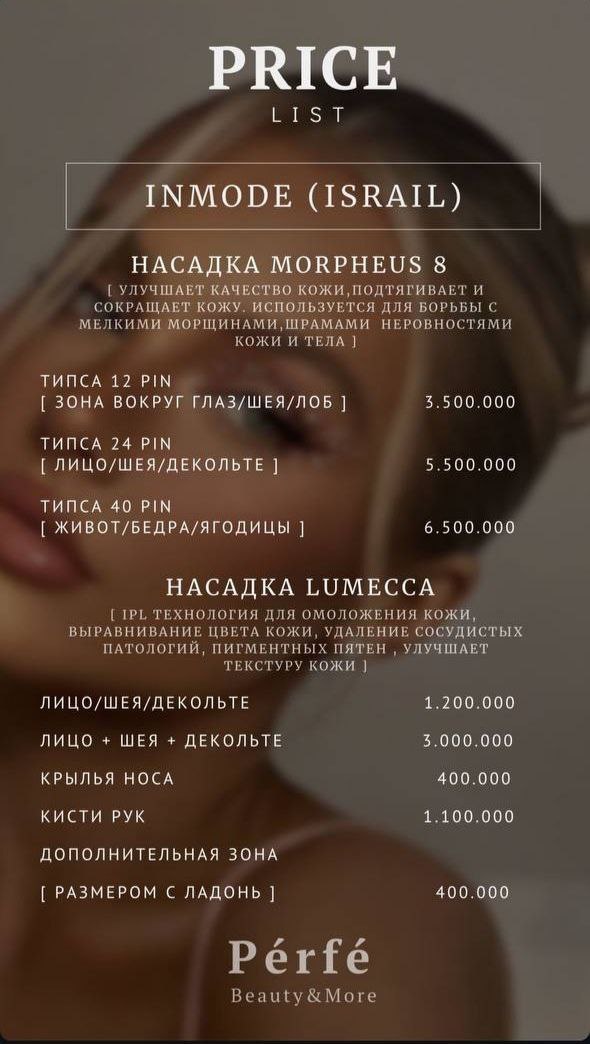 PRICE
LIST
INMODE (ISRAIL)
НАСАДКА MORPHEUS 8
[ УЛУЧШАЕТ КАЧЕСТВО КОЖИ,ПОДТЯГИВАЕТ И
СОКРАЩАЕТ КОЖУ. ИСПОЛЬЗУЕТСЯ ДЛЯ БОРЬБЫ С
МЕЛКИМИ МОРЩИНАМИ,ШРАМАМИ НЕРОВНОСТЯМИ
КОЖИ И ТЕЛА ]
ТИПСА 12 PIN
[ ЗОНА ВОКРУГ ГЛАЗ/ШЕЯ/ЛОБ ] 3.500.000
ТИПСА 24 PIN
[ ЛИЦО/ШЕЯ/ДЕКОЛЬТЕ ] 5.500.000
ТИПСА 40 PIN
[ ЖИВОТ/БЕДРА/ЯГОДИЦЫ ] 6.500.000
НАСАДКА LUMECCA
[ IPL ТЕХНОЛОГИЯ ДЛЯ ОМОЛОЖЕНИЯ КОЖИ,
ВЫРАВНИВАНИЕ ЦВЕТА КОЖИ, УДАЛЕНИЕ СОСУДИСТЫХ
ПАТОЛОГИЙ, ПИГМЕНТНЫХ ПЯТЕН , УЛУЧШАЕТ
ТЕКСТУРУ КОЖИ ]
ЛИЦО/ШЕЯ/ДЕКОЛЬТЕ 1.200.000
ЛИЦО + ШЕЯ + ДЕКОЛЬТЕ 3.000.000
КРЫЛЬЯ НОСА 400.000
КИСТИ РУК 1.100.000
ДОПОЛНИТЕЛЬНАЯ ЗОНА
[ РАЗМЕРОМ С ЛАДОНЬ ] 400.000
Pérfé
Beauty&More